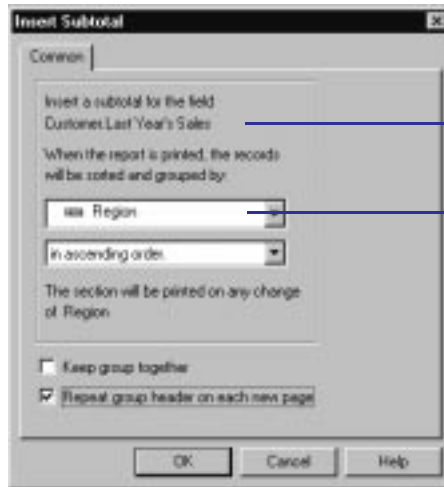 Insert Subtotal
Common
Insert a subtotal for the field
Customer.Last Year's Sales
When the report is printed, the records
will be sorted and grouped by:
Region
in ascending order.
The section will be printed on any change
of Region
Keep group together
Repeat group header on each new page
OK
Cancel
Help